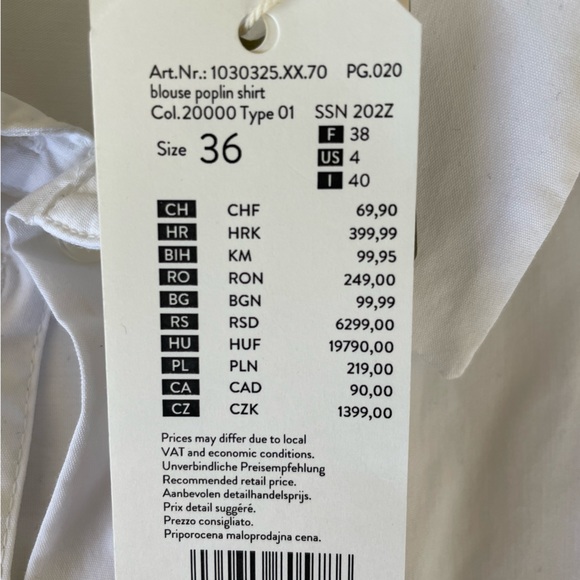 Art.Nr.: 1030325.XX.70 PG.020
blouse poplin shirt
Col.20000 Type 01 SSN 202Z
Size 36 F 38
US 4
I 40
CH CHF 69,90
HR HRK 399,99
BIH KM 99,95
RO RON 249,00
BG BGN 99,99
RS RSD 6299,00
HU HUF 19790,00
PL PLN 219,00
CA CAD 90,00
CZ CZK 1399,00
Prices may differ due to local
VAT and economic conditions.
Unverbindliche Preisempfehlung
Recommended retail price.
Aanbevolen detailhandelsprijs.
Prix detail suggéré.
Prezzo consigliato.
Priporocena maloprodajna cena.